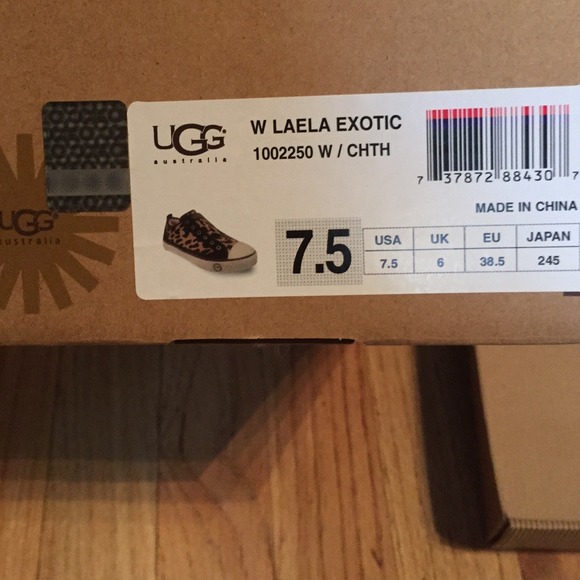 UGG
australia
UGG
australia
W LAELA EXOTIC
1002250 W / CHTH
7 37872 88430 7
MADE IN CHINA
7.5
USA UK EU JAPAN
7.5 6 38.5 245